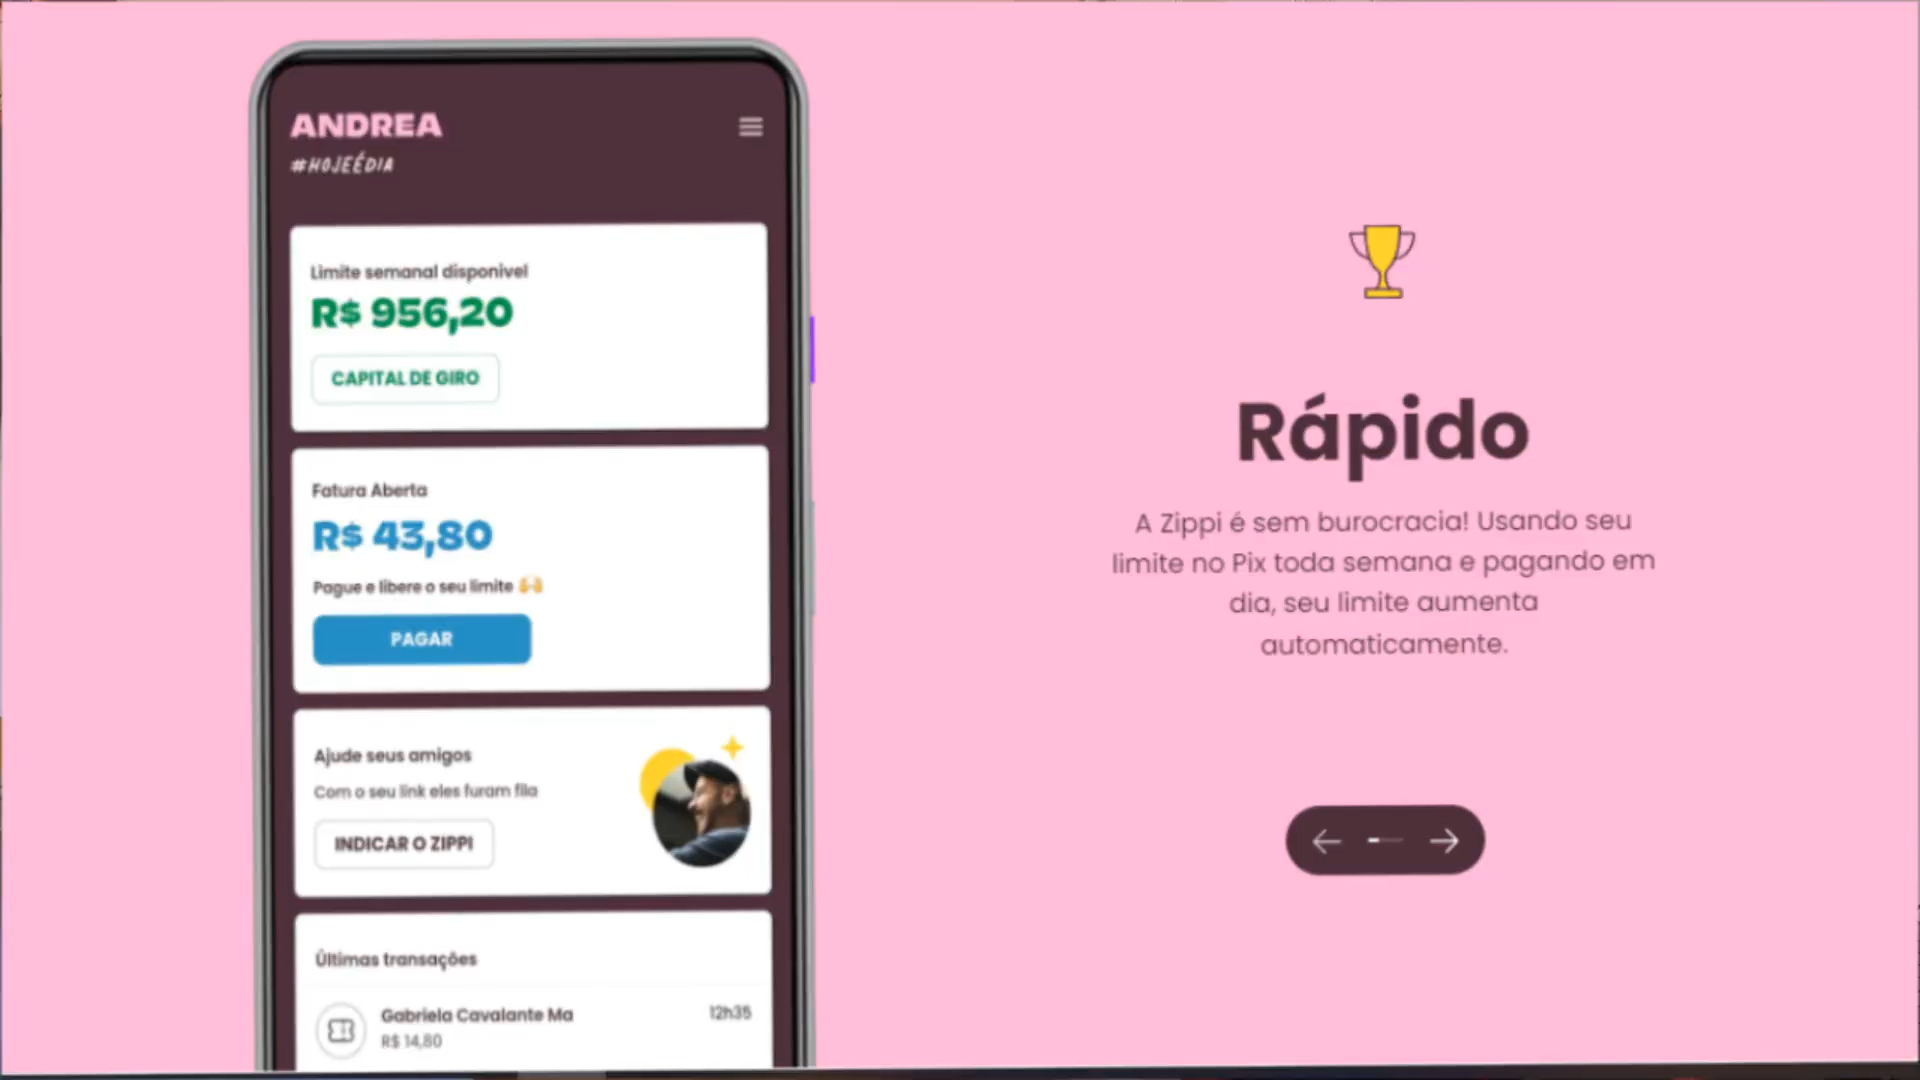 ANDREA
#HOJEÉDIA
Limite semanal disponivel
R$ 956,20
CAPITAL DE GIRO
Fatura Aberta
R$ 43,80
Pague e libere o seu limite
PAGAR
Ajude seus amigos
Com o seu link eles furam fila
INDICAR O ZIPPI
Últimas transações
Gabriela Cavalante Ma
12h35
R$ 14,80
Rápido
A Zippi é sem burocracia! Usando seu
limite no Pix toda semana e pagando em
dia, seu limite aumenta
automaticamente.